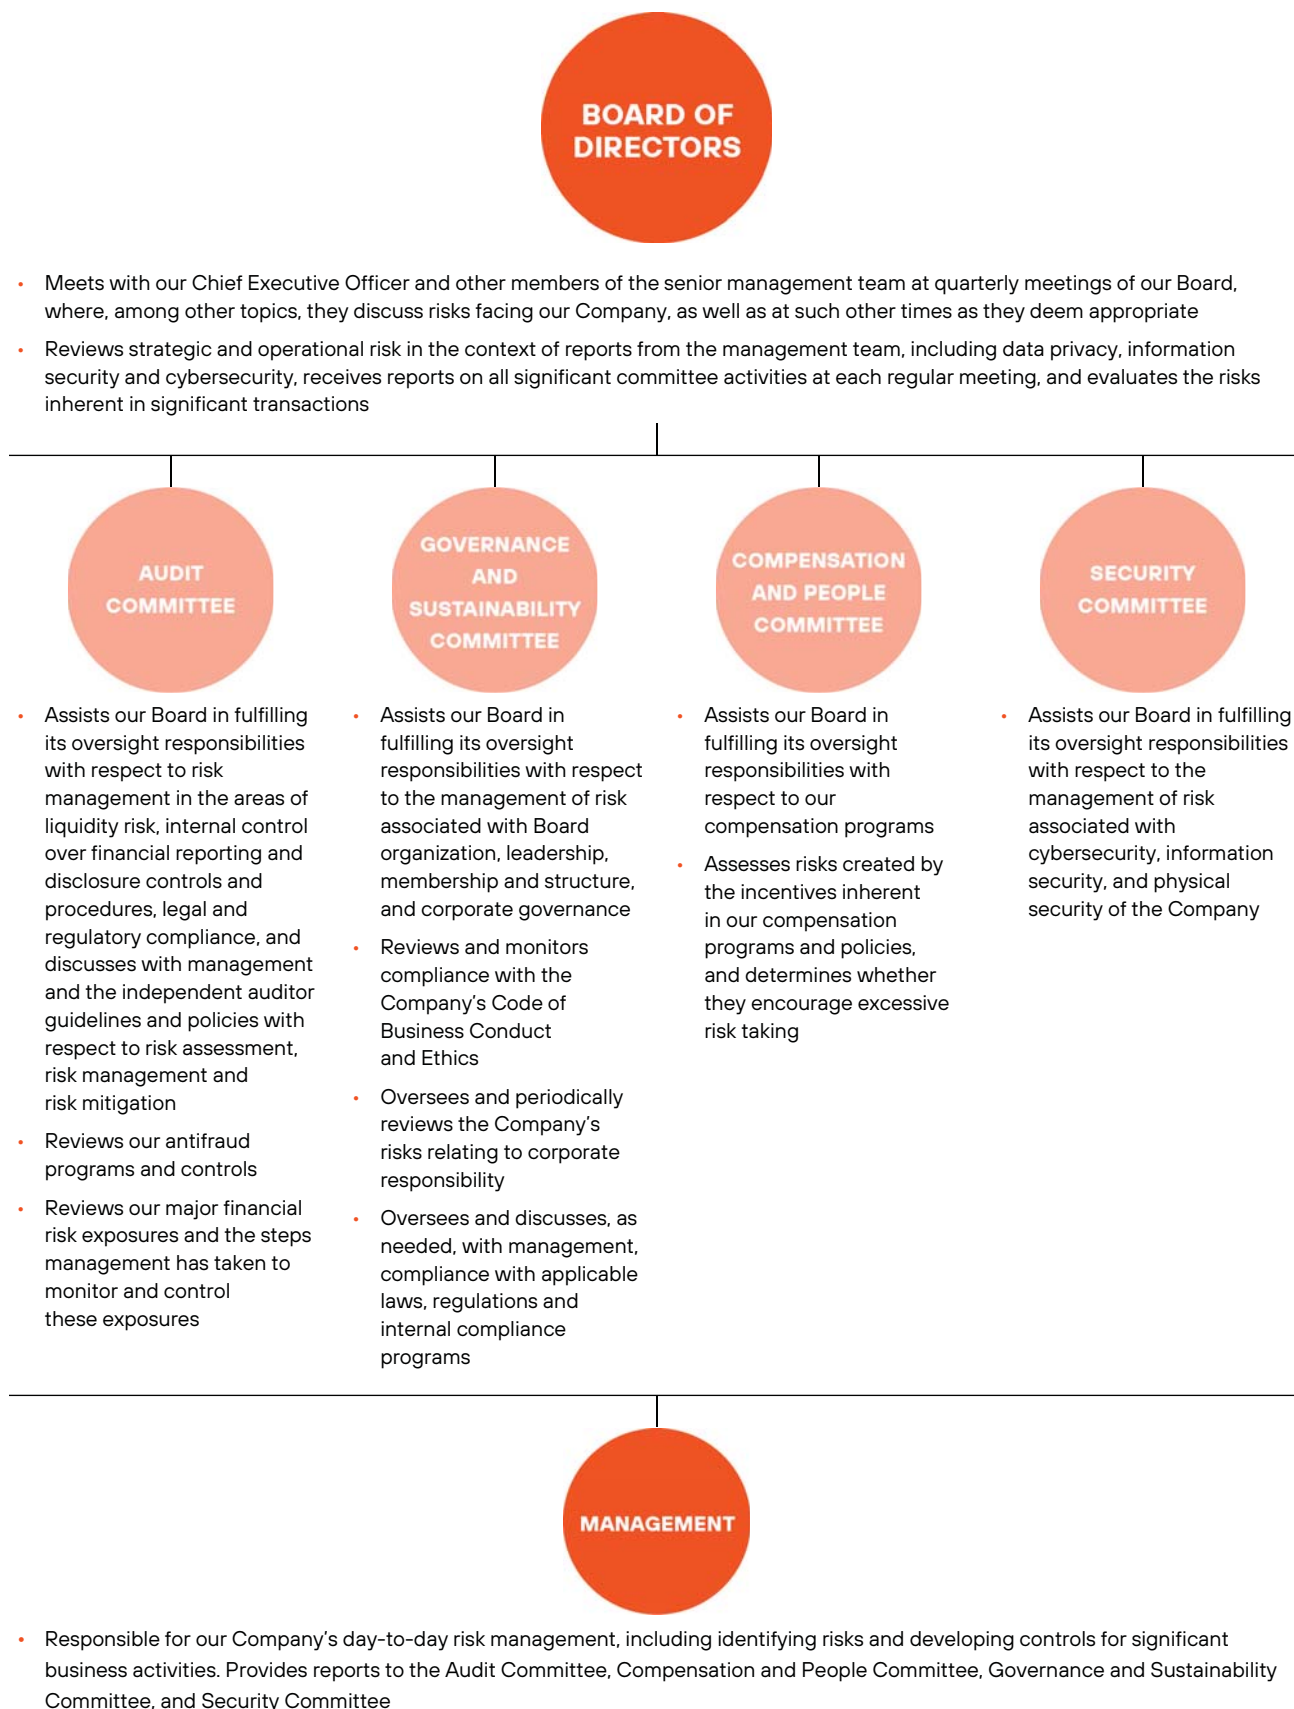 BOARD OF
DIRECTORS
• Meets with our Chief Executive Officer and other members of the senior management team at quarterly meetings of our Board,
where, among other topics, they discuss risks facing our Company, as well as at such other times as they deem appropriate
• Reviews strategic and operational risk in the context of reports from the management team, including data privacy, information
security and cybersecurity, receives reports on all significant committee activities at each regular meeting, and evaluates the risks
inherent in significant transactions
AUDIT
COMMITTEE
• Assists our Board in fulfilling
its oversight responsibilities
with respect to risk
management in the areas of
liquidity risk, internal control
over financial reporting and
disclosure controls and
procedures, legal and
regulatory compliance, and
discusses with management
and the independent auditor
guidelines and policies with
respect to risk assessment,
risk management and
risk mitigation
• Reviews our antifraud
programs and controls
• Reviews our major financial
risk exposures and the steps
management has taken to
monitor and control
these exposures
GOVERNANCE
AND
SUSTAINABILITY
COMMITTEE
• Assists our Board in
fulfilling its oversight
responsibilities with respect
to the management of risk
associated with Board
organization, leadership,
membership and structure,
and corporate governance
• Reviews and monitors
compliance with the
Company's Code of
Business Conduct
and Ethics
• Oversees and periodically
reviews the Company's
risks relating to corporate
responsibility
• Oversees and discusses, as
needed, with management,
compliance with applicable
laws, regulations and
internal compliance
programs
COMPENSATION
AND PEOPLE
COMMITTEE
• Assists our Board in
fulfilling its oversight
responsibilities with
respect to our
compensation programs
• Assesses risks created by
the incentives inherent
in our compensation
programs and policies,
and determines whether
they encourage excessive
risk taking
SECURITY
COMMITTEE
• Assists our Board in fulfilling
its oversight responsibilities
with respect to the
management of risk
associated with
cybersecurity, information
security, and physical
security of the Company
MANAGEMENT
• Responsible for our Company's day-to-day risk management, including identifying risks and developing controls for significant
business activities. Provides reports to the Audit Committee, Compensation and People Committee, Governance and Sustainability
Committee, and Security Committee